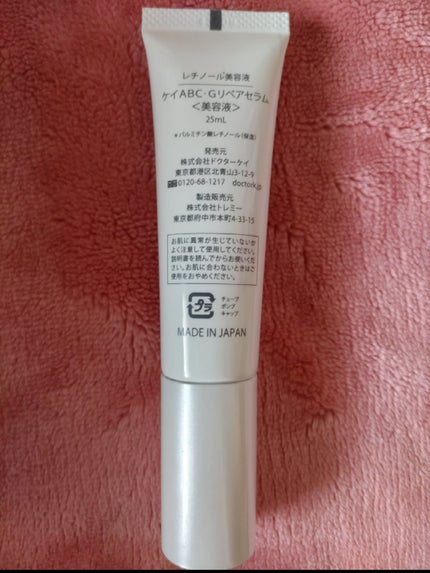 レチノール*美容液
ケイABC・Gリペアセラム
＜美容液＞
25mL
*パルミチン酸レチノール(保湿)
発売元
株式会社ドクターケイ
東京都港区北青山3-12-9
0120-68-1217 doctork.jp
製造販売元
株式会社トレミー
東京都府中市本町4-33-15
お肌に異常が生じていないか
よく注意して使用してください。
説明書を読んでからお使いくだ
さい。お肌に合わないときはご
使用をおやめください。
プラ
チューブ
ポンプ
キャップ
MADE IN JAPAN